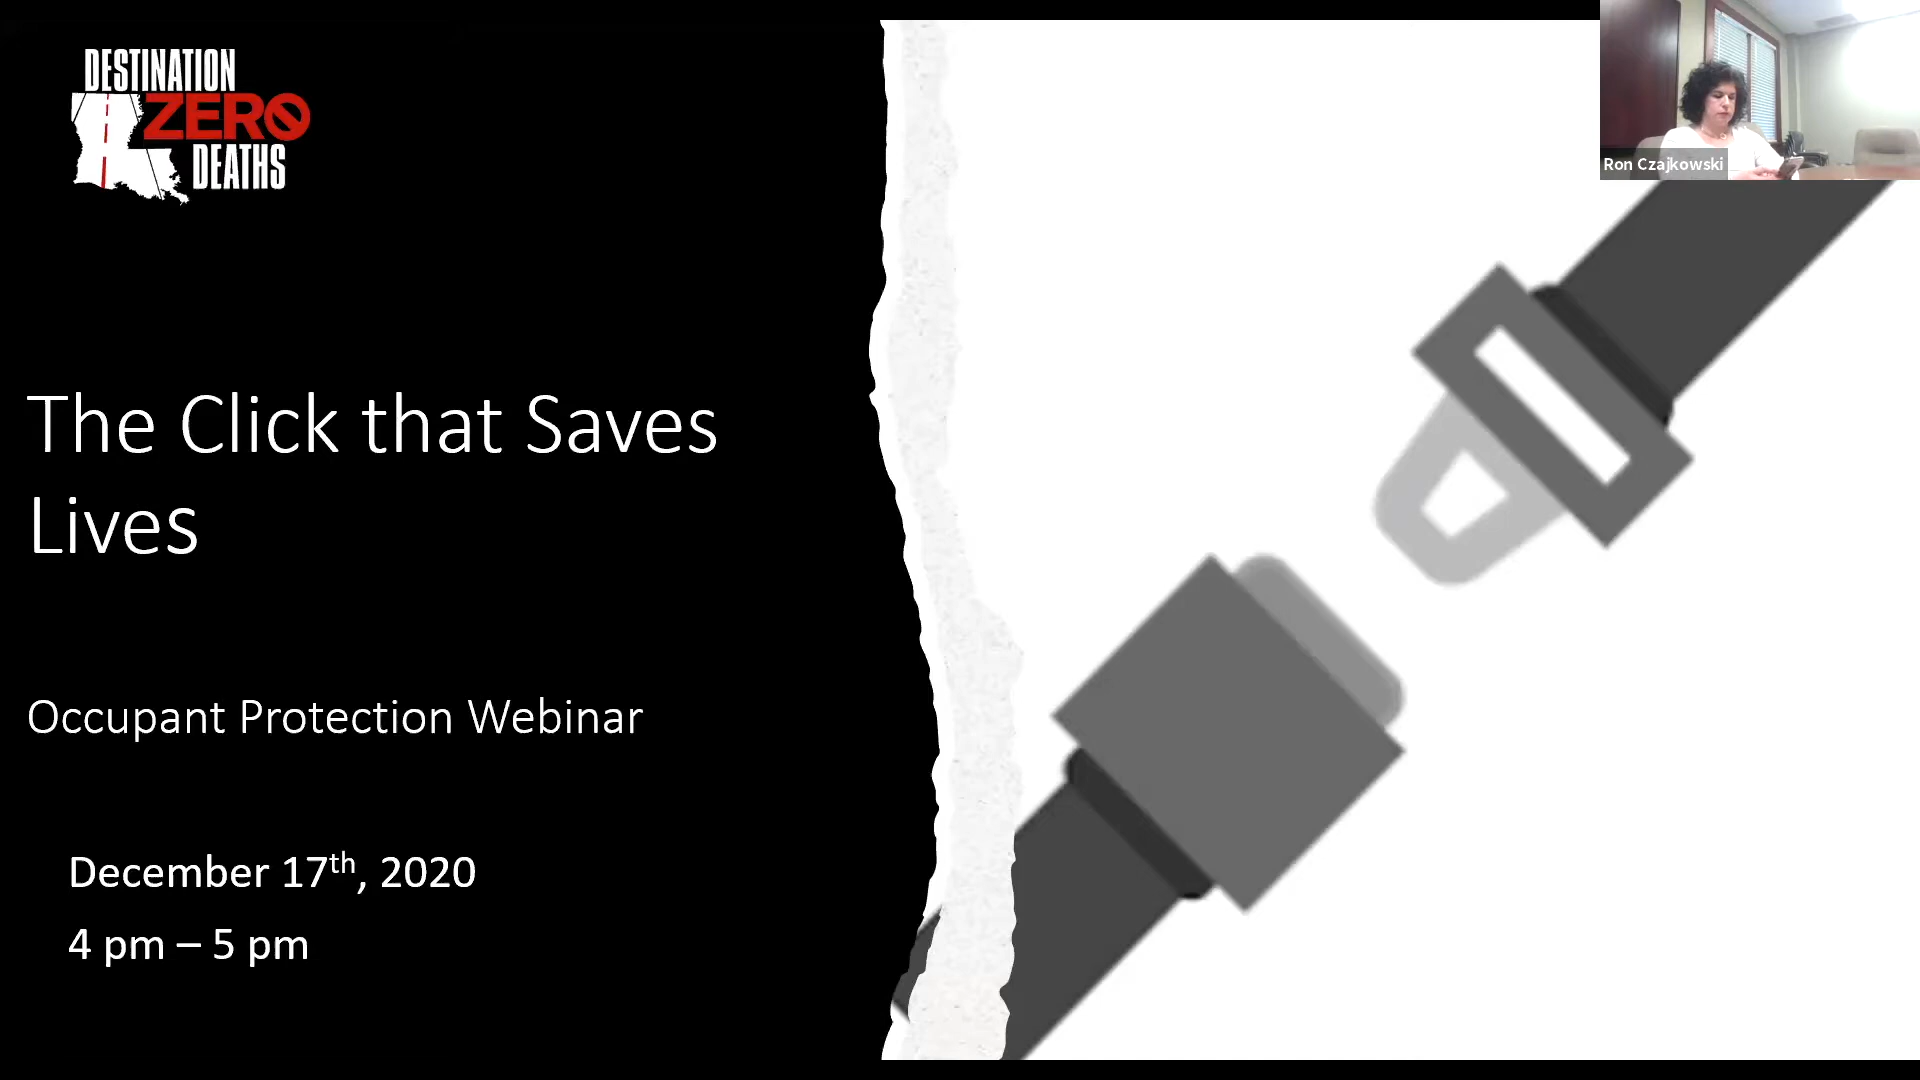 DESTINATION
ZERO
DEATHS
Ron Czajkowski
The Click that Saves
Lives
Occupant Protection Webinar
December 17th, 2020
4 pm – 5 pm